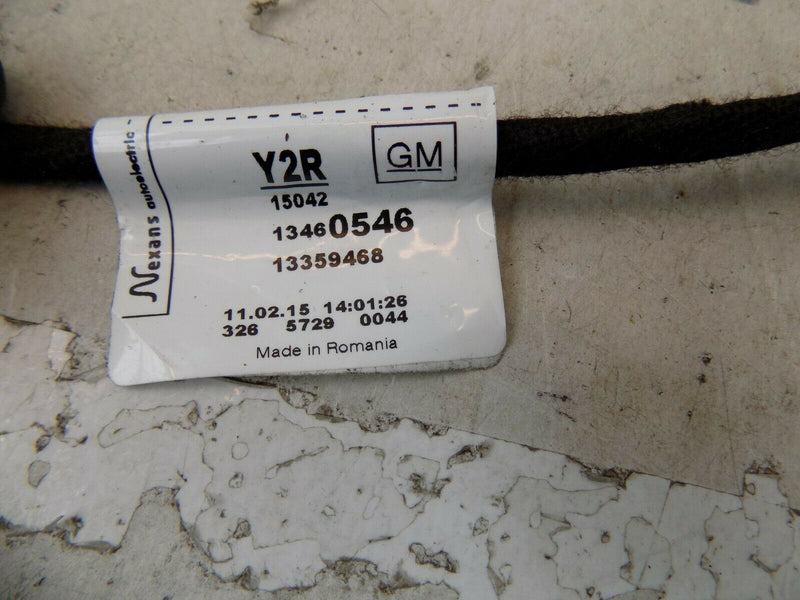 Nexans autoelectric
Y2R
GM
15042
13460546
13359468
11.02.15 14:01:26
326 5729 0044
Made in Romania